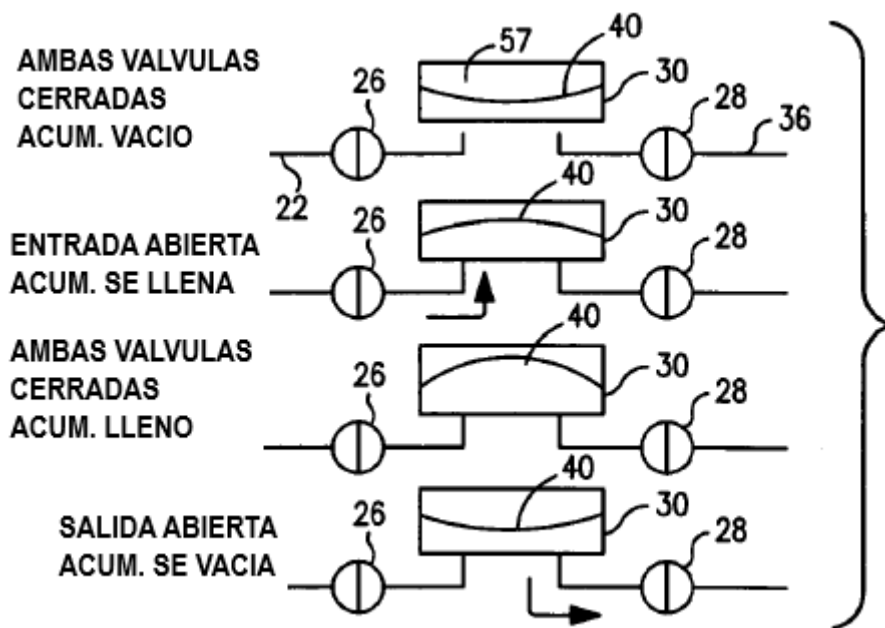 AMBAS VALVULAS
CERRADAS
ACUM. VACIO
26
57
40
30
28
36
22
ENTRADA ABIERTA
ACUM. SE LLENA
26
40
30
28
AMBAS VALVULAS
CERRADAS
ACUM. LLENO
26
40
30
28
SALIDA ABIERTA
ACUM. SE VACIA
26
40
30
28